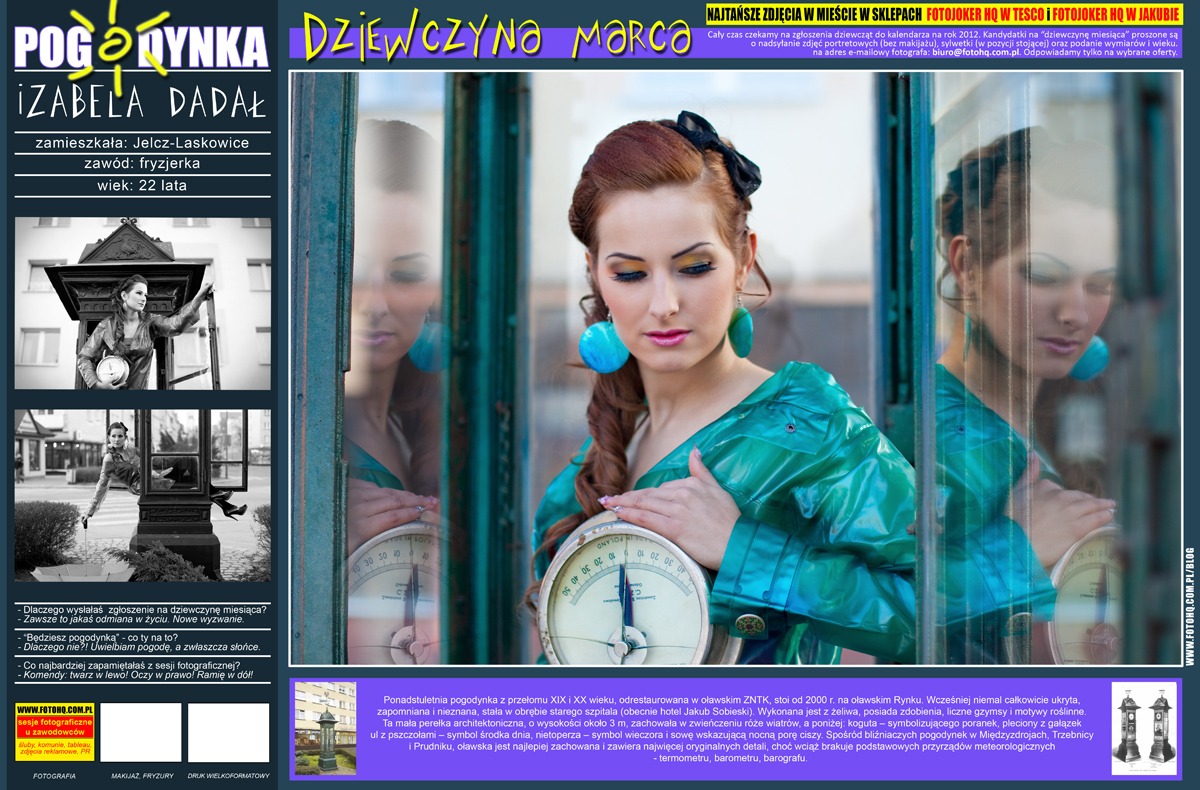 POGODYNKA
iZABELA DADAŁ
zamieszkała: Jelcz-Laskowice
zawód: fryzjerka
wiek: 22 lata
- Dlaczego wysłałaś zgłoszenie na dziewczynę miesiąca?
- Zawsze to jakaś odmiana w życiu. Nowe wyzwanie.
- “Będziesz pogodynką” - co ty na to?
- Dlaczego nie?! Uwielbiam pogodę, a zwłaszcza słońce.
- Co najbardziej zapamiętałaś z sesji fotograficznej?
- Komendy: twarz w lewo! Oczy w prawo! Ramię w dół!
WWW.FOTOHQ.COM.PL
sesje fotograficzne
u zawodowców
śluby, komunie, tableau,
zdjęcia reklamowe, PR
FOTOGRAFIA
MAKIJAŻ, FRYZURY
DRUK WIELKOFORMATOWY
DZiEWCZYNA MARCA
NAJTAŃSZE ZDJĘCIA W MIEŚCIE W SKLEPACH FOTOJOKER HQ W TESCO i FOTOJOKER HQ W JAKUBIE
Cały czas czekamy na zgłoszenia dziewcząt do kalendarza na rok 2012. Kandydatki na “dziewczynę miesiąca” proszone są
o nadsyłanie zdjęć portretowych (bez makijażu), sylwetki (w pozycji stojącej) oraz podanie wymiarów i wieku.
na adres e-mailowy fotografa: biuro@fotohq.com.pl. Odpowiadamy tylko na wybrane oferty.
50 40 30 20 10 0 10 20 30
C.Z.
WWW.FOTOHQ.COM.PL/BLOG
Ponadstuletnia pogodynka z przełomu XIX i XX wieku, odrestaurowana w oławskim ZNTK, stoi od 2000 r. na oławskim Rynku. Wcześniej niemal całkowicie ukryta,
zapomniana i nieznana, stała w obrębie starego szpitala (obecnie hotel Jakub Sobieski). Wykonana jest z żeliwa, posiada zdobienia, liczne gzymsy i motywy roślinne.
Ta mała perełka architektoniczna, o wysokości około 3 m, zachowała w zwieńczeniu róże wiatrów, a poniżej: koguta – symbolizującego poranek, pleciony z gałązek
ul z pszczołami – symbol środka dnia, nietoperza – symbol wieczora i sowę wskazującą nocną porę ciszy. Spośród bliźniaczych pogodynek w Międzyzdrojach, Trzebnicy
i Prudniku, oławska jest najlepiej zachowana i zawiera najwięcej oryginalnych detali, choć wciąż brakuje podstawowych przyrządów meteorologicznych
- termometru, barometru, barografu.